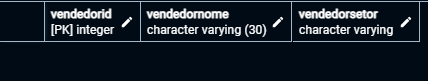 vendedorid vendedornome vendedorsetor
[PK] integer character varying (30) character varying